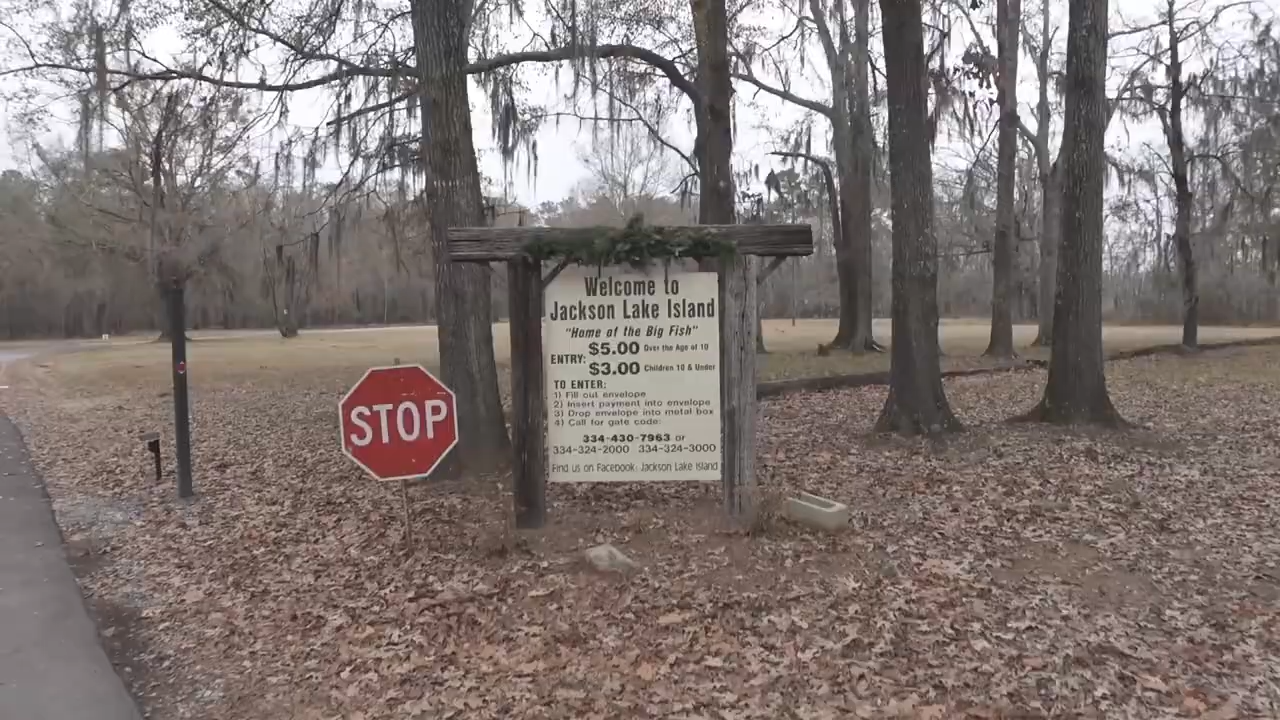 Welcome to
Jackson Lake Island
"Home of the Big Fish"
$5.00 Over the Age of 10
ENTRY:
$3.00 Children 10 & Under
TO ENTER:
1) Fill out envelope
2) Insert payment into envelope
3) Drop envelope into metal box
4) Call for gate code:
334-430-7963 or
334-324-2000 334-324-3000
Find us on Facebook: Jackson Lake Island
STOP